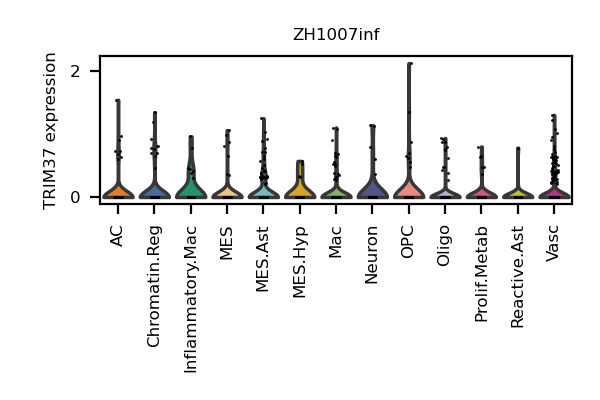 ZH1007inf
TRIM37 expression
2
0
AC
Chromatin.Reg
Inflammatory.Mac
MES
MES.Ast
MES.Hyp
Mac
Neuron
OPC
Oligo
Prolif.Metab
Reactive.Ast
Vasc